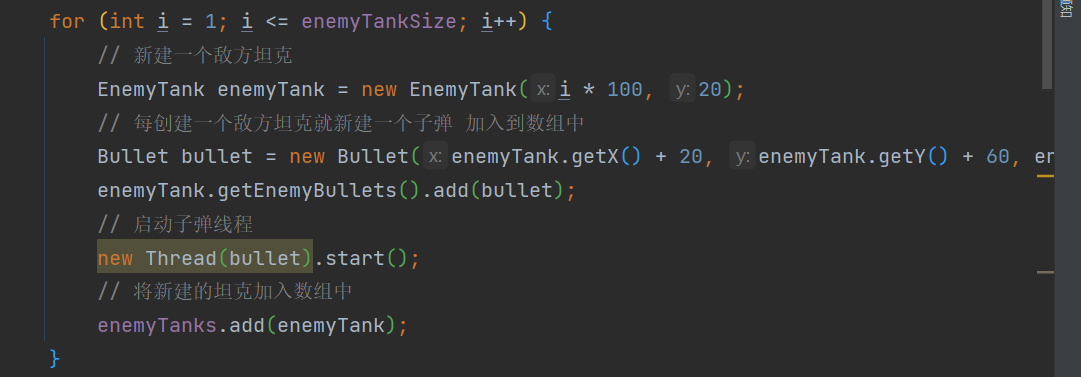 for (int i = 1; i <= enemyTankSize; i++) {
// 新建一个敌方坦克
EnemyTank enemyTank = new EnemyTank( x: i * 100, y: 20);
// 每创建一个敌方坦克就新建一个子弹 加入到数组中
Bullet bullet = new Bullet( x: enemyTank.getX() + 20, y: enemyTank.getY() + 60, en
enemyTank.getEnemyBullets().add(bullet);
// 启动子弹线程
new Thread(bullet).start();
// 将新建的坦克加入数组中
enemyTanks.add(enemyTank);
}
知